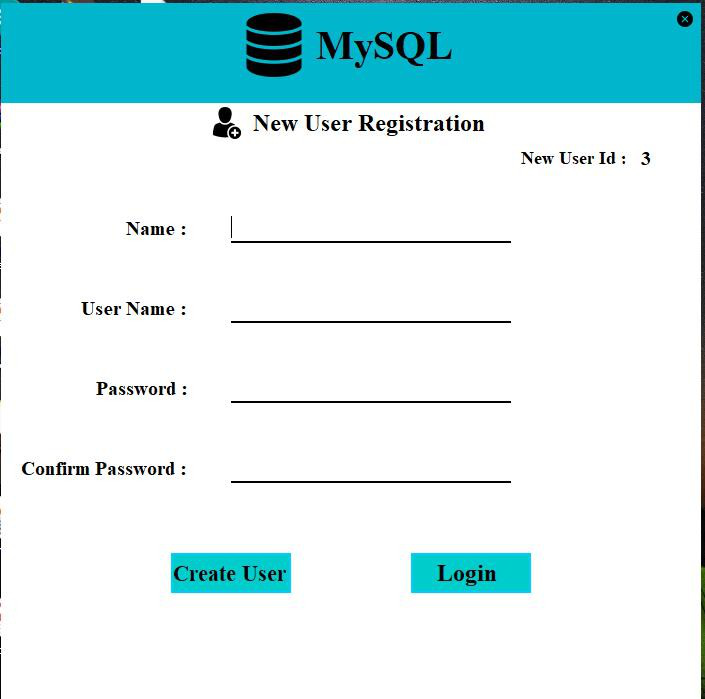 MySQL
New User Registration
New User Id : 3
Name :
User Name :
Password :
Confirm Password :
Create User
Login